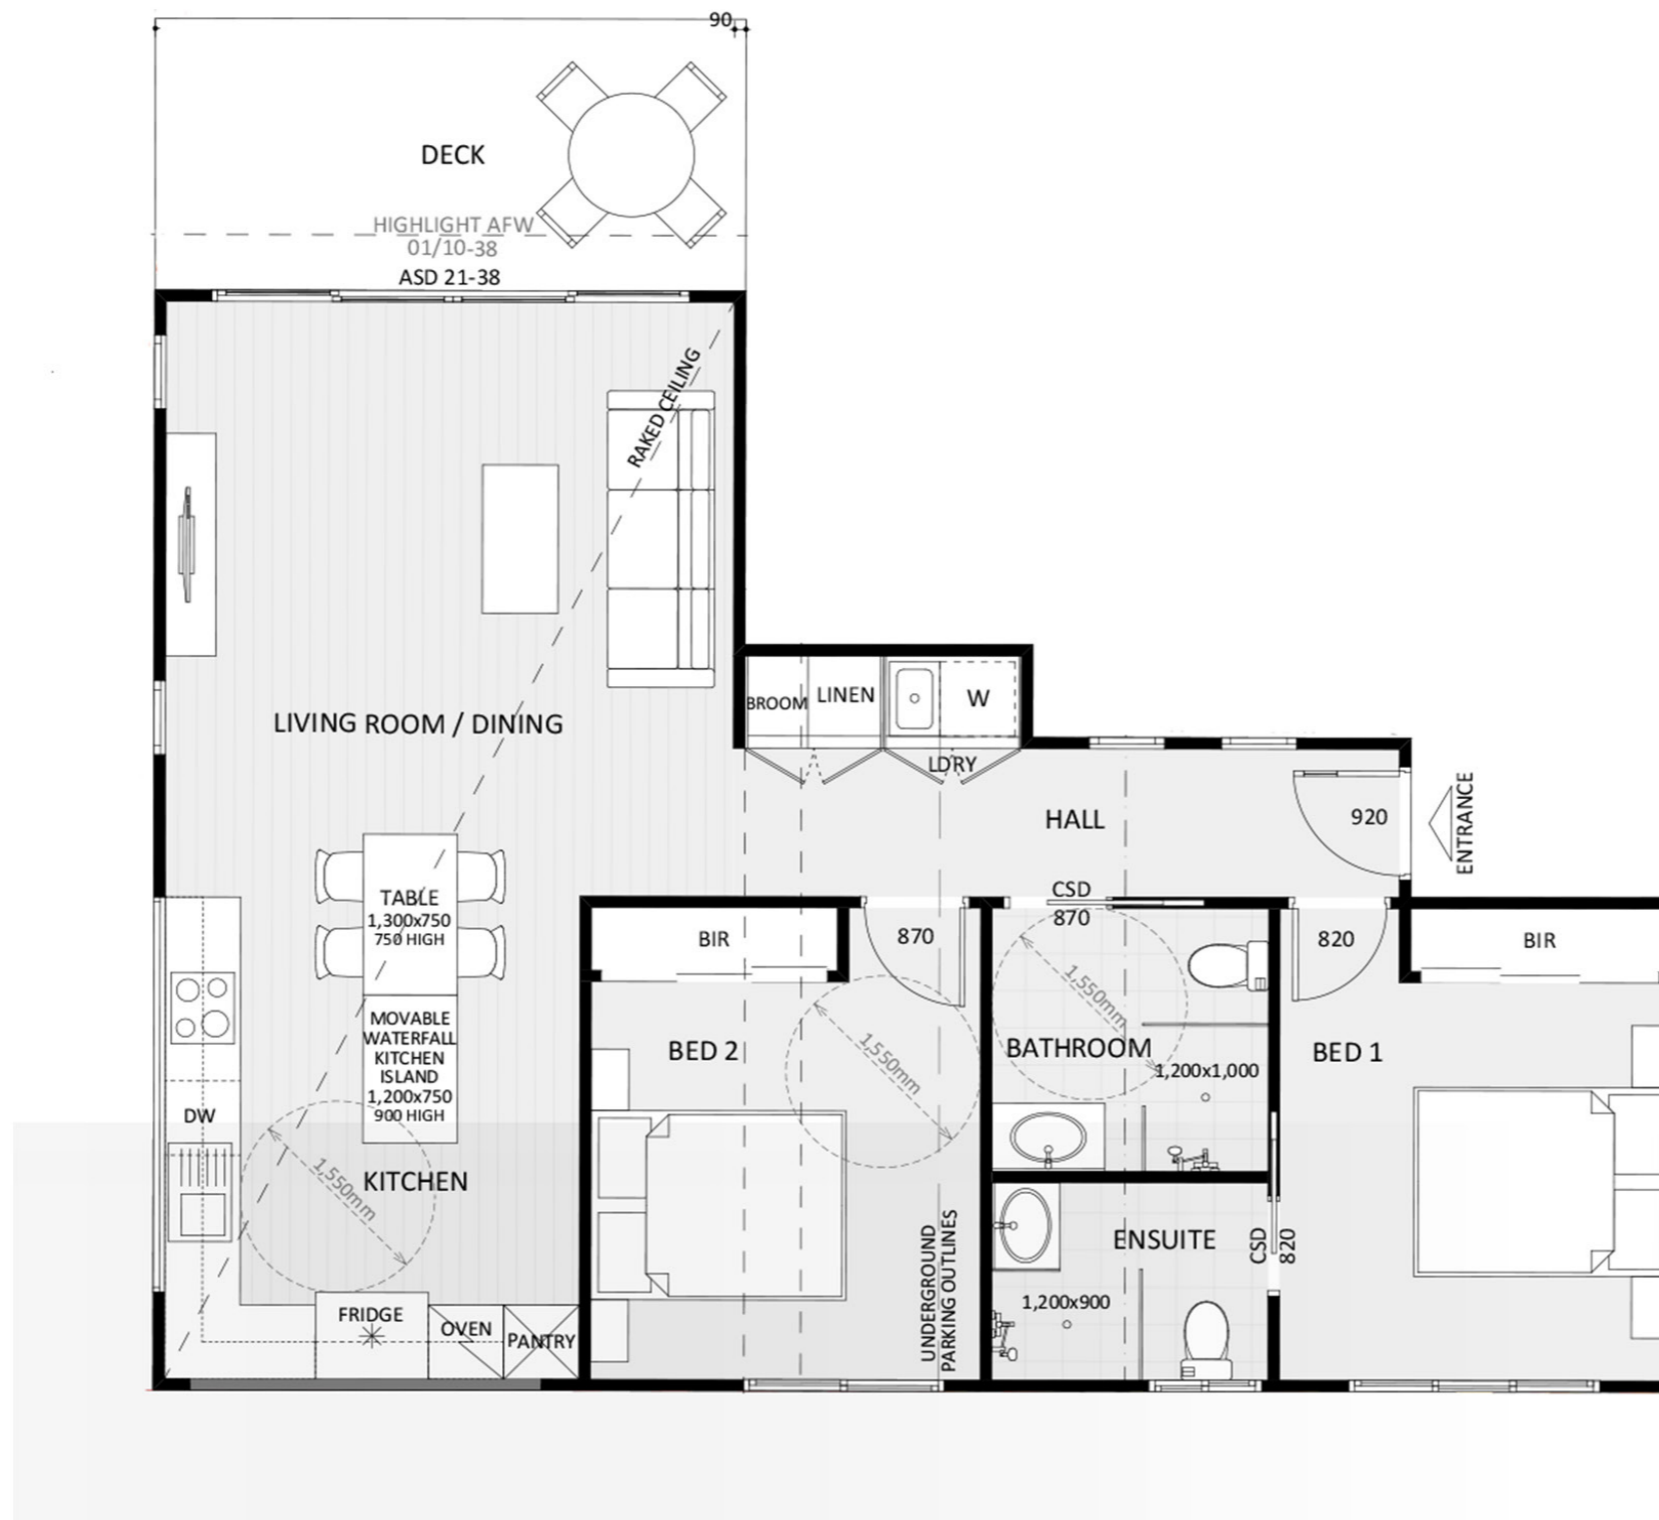 90
DECK
HIGHLIGHT AFW
01/10-38
ASD 21-38
RAKED CEILING
LIVING ROOM / DINING
BROOM
LINEN
W
LDRY
HALL
920
ENTRANCE
CSD
870
TABLE
1,300x750
750 HIGH
BIR
870
820
BIR
MOVABLE
WATERFALL
KITCHEN
ISLAND
1,200x750
900 HIGH
BED 2
1,550mm
1,550mm
BATHROOM
1,200x1,000
BED 1
DW
KITCHEN
1,550mm
UNDERGROUND
PARKING OUTLINES
ENSUITE
CSD
820
1,200x900
FRIDGE
OVEN
PANTRY